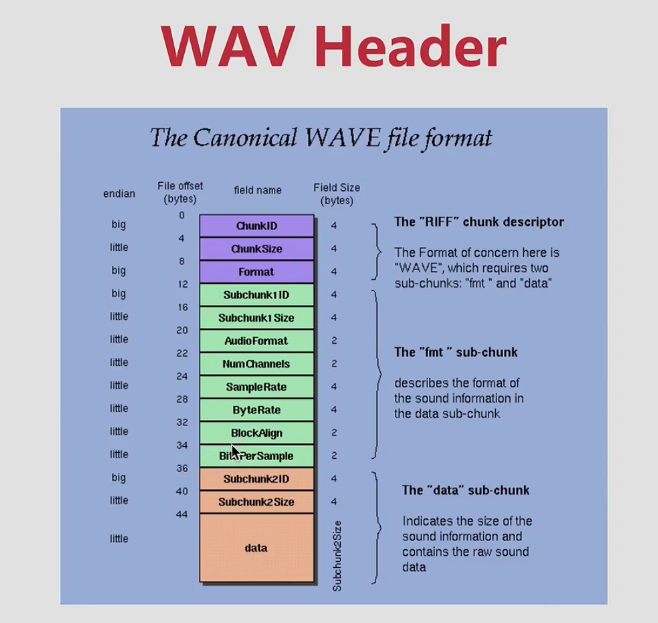 WAV Header
The Canonical WAVE file format
endian
File offset
(bytes)
field name
Field Size
(bytes)
0
big ChunkID 4
4
little ChunkSize 4
8
big Format 4
12
big Subchunk1ID 4
16
little Subchunk1Size 4
20
little AudioFormat 2
22
little NumChannels 2
24
little SampleRate 4
28
little ByteRate 4
32
little BlockAlign 2
34
little BitsPerSample 2
36
big Subchunk2ID 4
40
little Subchunk2Size 4
44
little data Subchunk2Size
The "RIFF" chunk descriptor
The Format of concern here is
"WAVE", which requires two
sub-chunks: "fmt " and "data"
The "fmt " sub-chunk
describes the format of
the sound information in
the data sub-chunk
The "data" sub-chunk
Indicates the size of the
sound information and
contains the raw sound
data